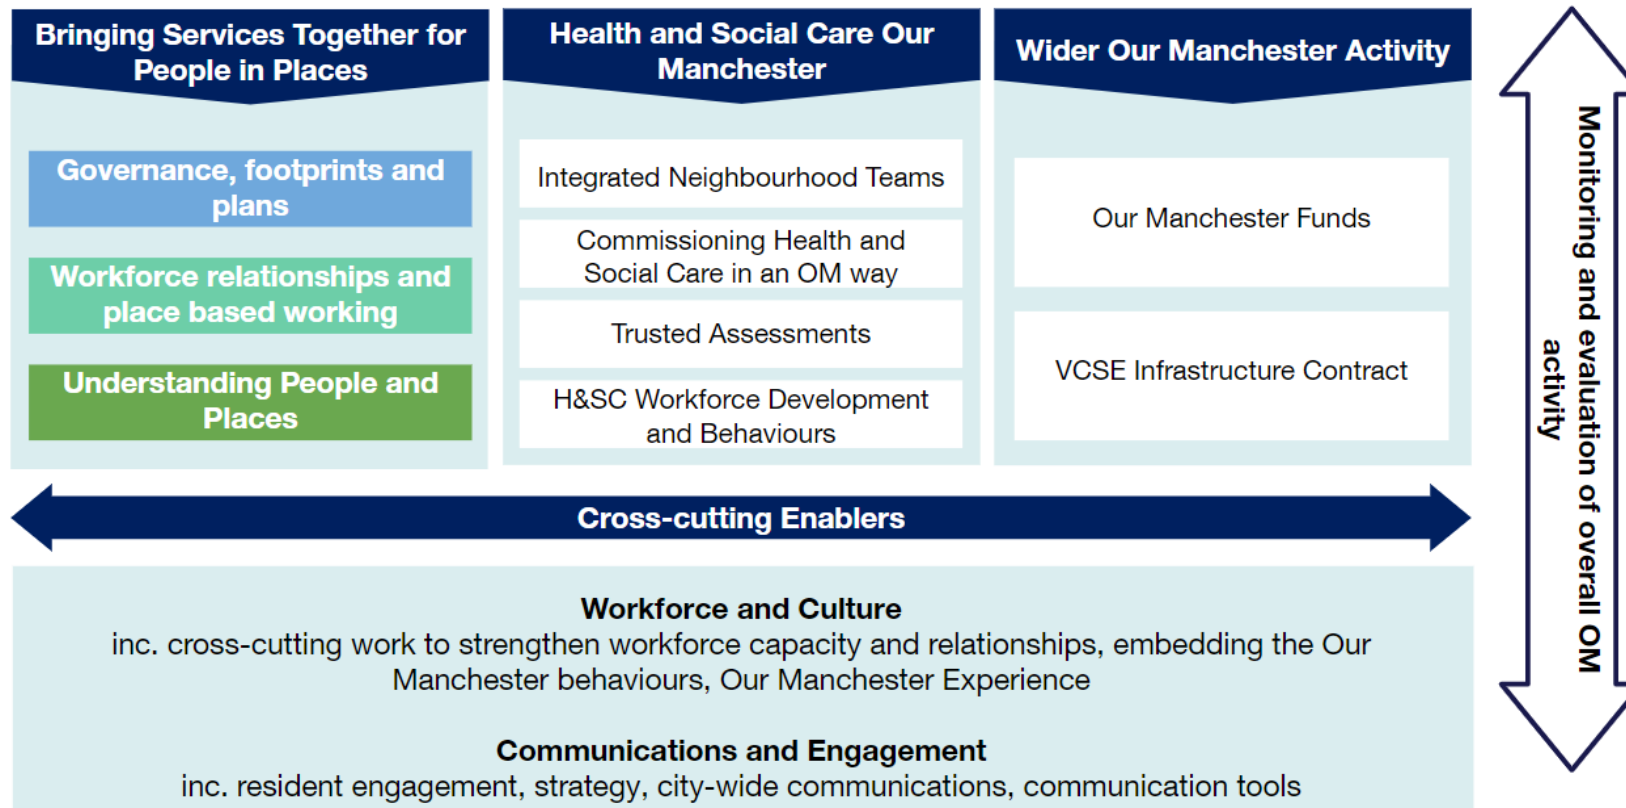 Bringing Services Together for
People in Places
Governance, footprints and
plans
Workforce relationships and
place based working
Understanding People and
Places
Health and Social Care Our
Manchester
Integrated Neighbourhood Teams
Commissioning Health and
Social Care in an OM way
Trusted Assessments
H&SC Workforce Development
and Behaviours
Wider Our Manchester Activity
Our Manchester Funds
VCSE Infrastructure Contract
Cross-cutting Enablers
Workforce and Culture
inc. cross-cutting work to strengthen workforce capacity and relationships, embedding the Our
Manchester behaviours, Our Manchester Experience
Communications and Engagement
inc. resident engagement, strategy, city-wide communications, communication tools
Monitoring and evaluation of overall OM
activity